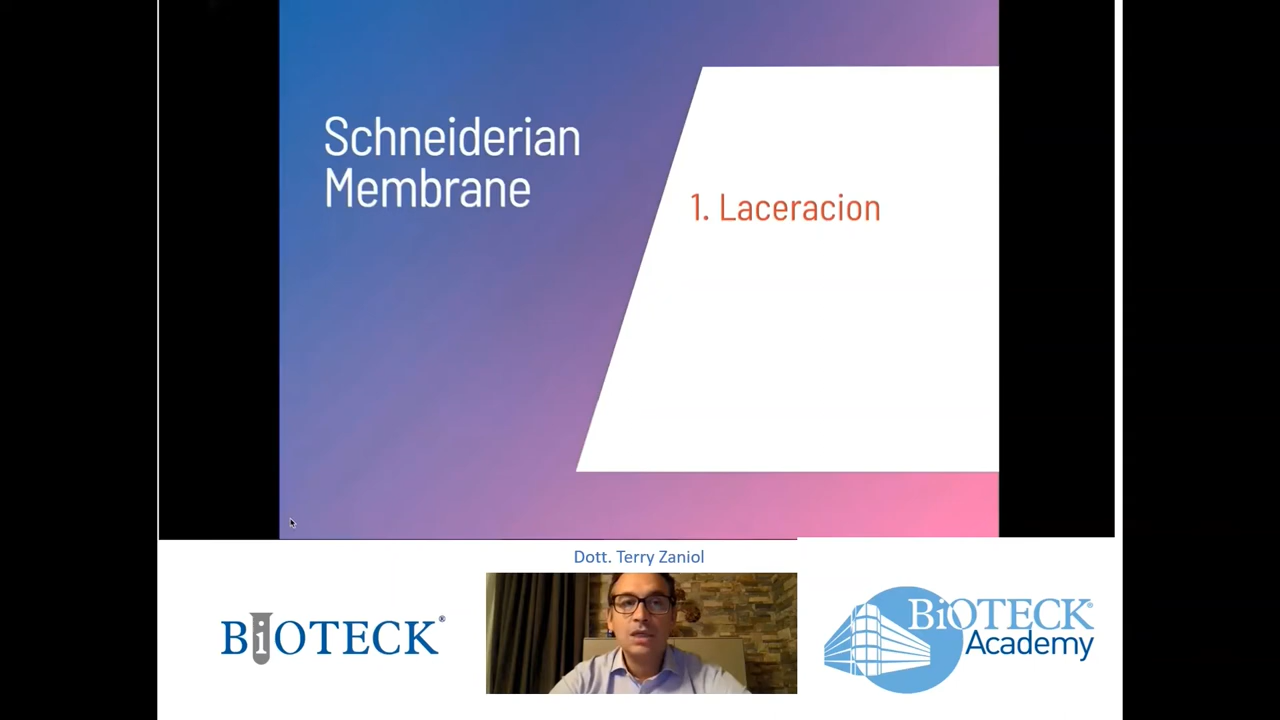 Schneiderian
Membrane
1. Laceracion
Dott. Terry Zaniol
BiOTECK®
BiOTECK®
Academy